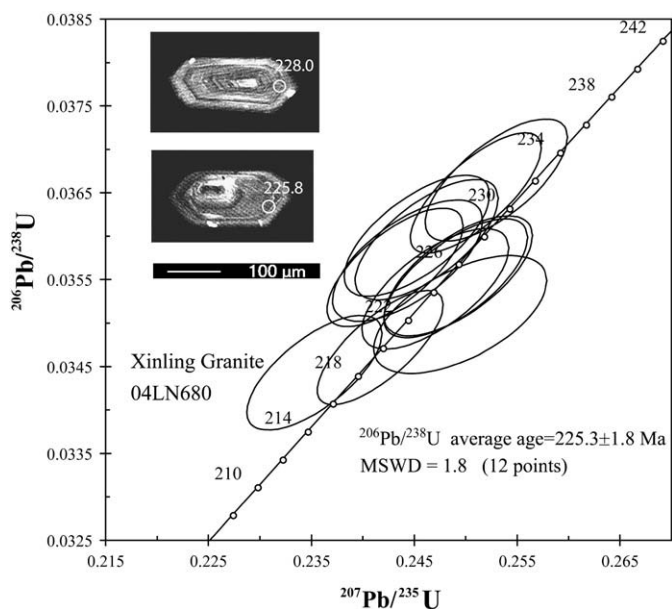 0.0385
0.0375
0.0365
0.0355
0.0345
0.0335
0.0325
²⁰⁶Pb/²³⁸U
228.0
225.8
100 µm
242
238
234
230
226
222
218
214
210
Xinling Granite
04LN680
²⁰⁶Pb/²³⁸U average age=225.3±1.8 Ma
MSWD = 1.8 (12 points)
0.215 0.225 0.235 0.245 0.255 0.265
²⁰⁷Pb/²³⁵U